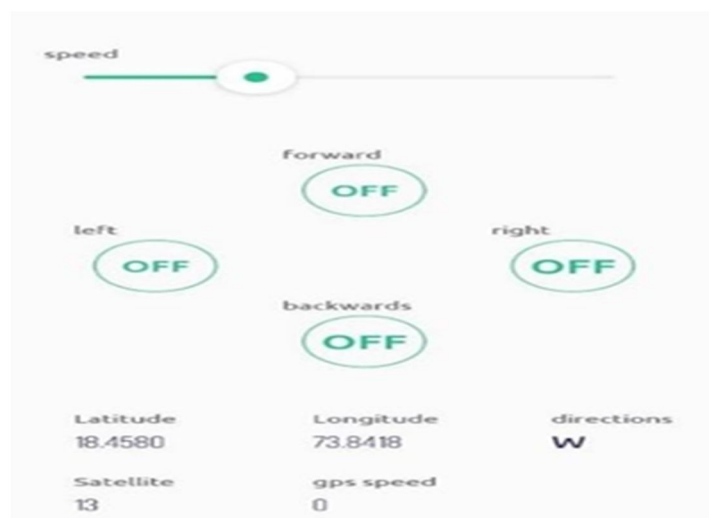 speed
forward
OFF
left right
OFF OFF
backwards
OFF
Latitude Longitude directions
18.4580 73.8418 W
Satellite gps speed
13 0